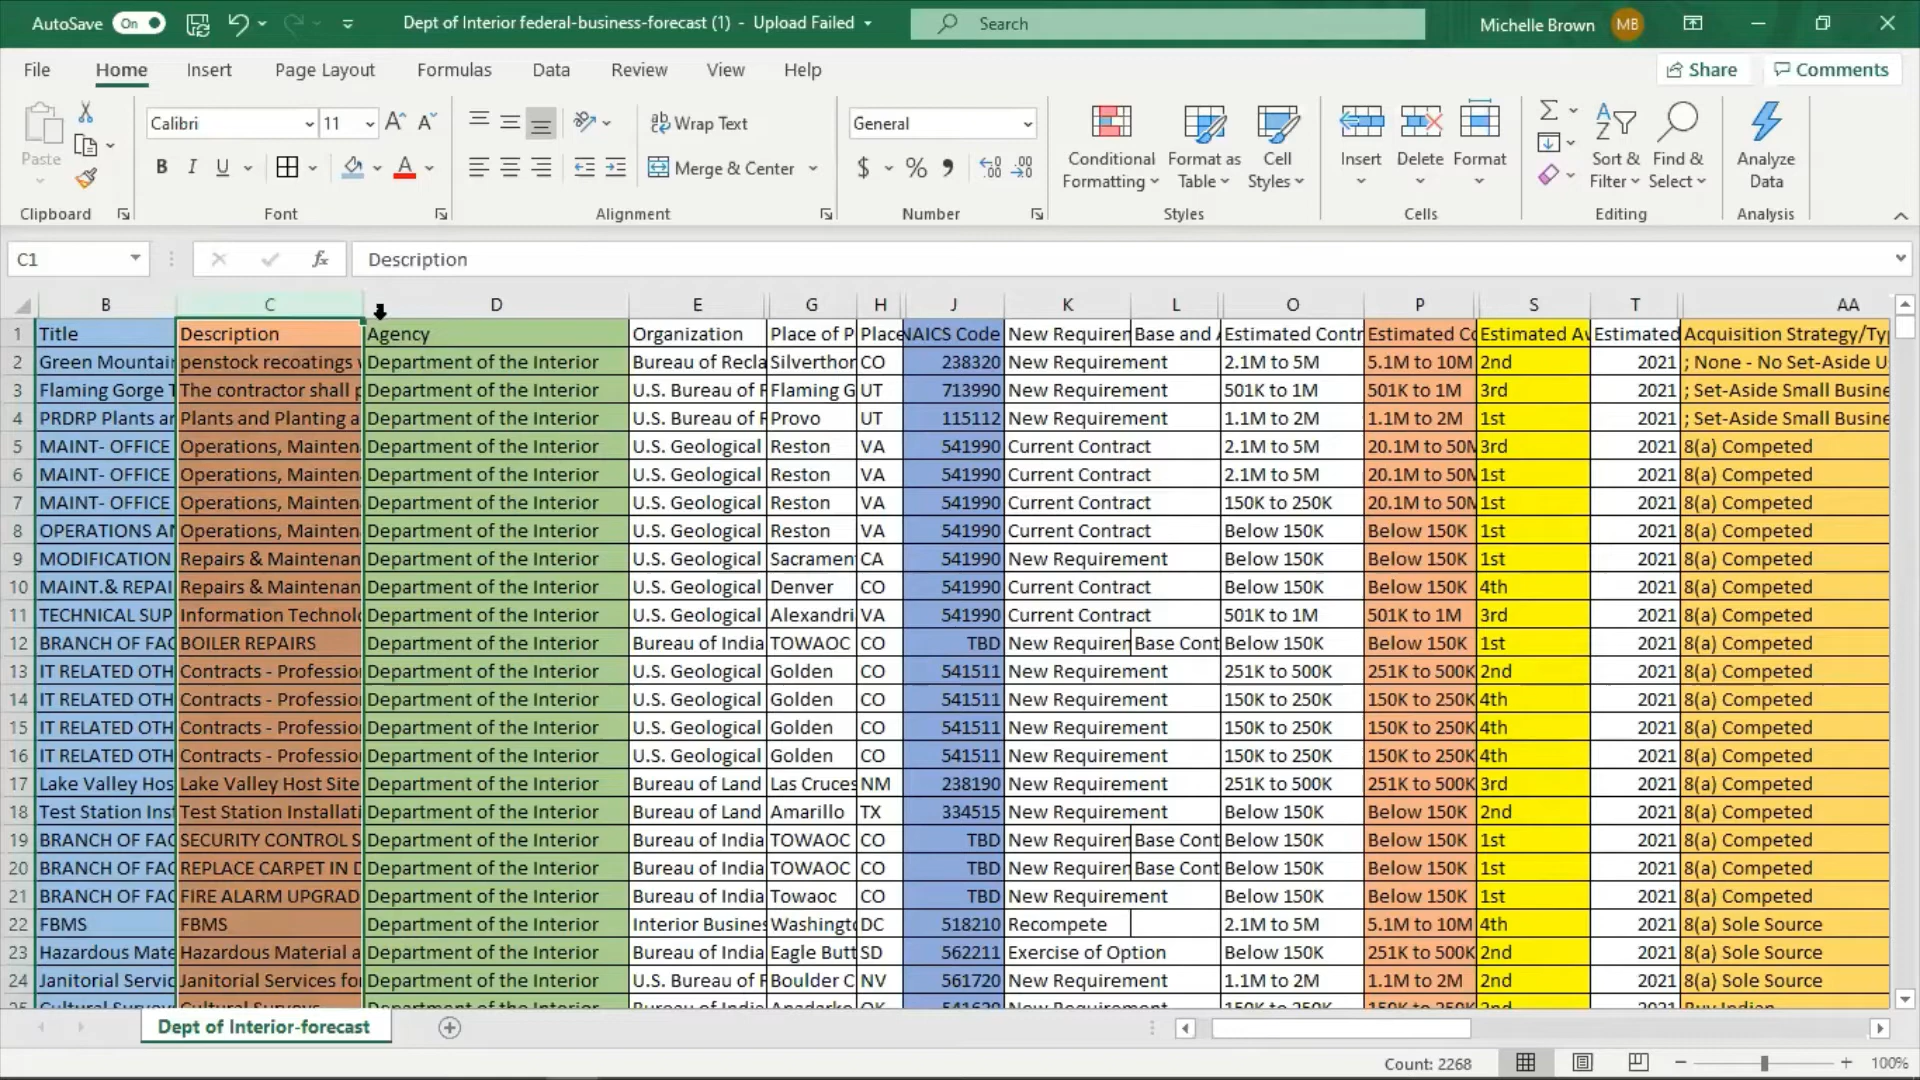 AutoSave On Dept of Interior federal-business-forecast (1) - Upload Failed Search Michelle Brown MB
File Home Insert Page Layout Formulas Data Review View Help Share Comments
Calibri 11 Wrap Text General
Paste B I U Merge & Center $ % Conditional Formatting Format as Table Cell Styles Insert Delete Format Sort & Filter Find & Select Analyze Data
Clipboard Font Alignment Number Styles Cells Editing Analysis
C1 fx Description
B C D E G H J K L O P S T AA
1 Title Description Agency Organization Place of P Place NAICS Code New Requiren Base and Estimated Contr Estimated Co Estimated Aw Estimated Acquisition Strategy/Ty
2 Green Mountair penstock recoatings Department of the Interior Bureau of Recla Silverthor CO 238320 New Requirement 2.1M to 5M 5.1M to 10M 2nd 2021 ; None - No Set-Aside U
3 Flaming Gorge The contractor shall Department of the Interior U.S. Bureau of Flaming G UT 713990 New Requirement 501K to 1M 501K to 1M 3rd 2021 ; Set-Aside Small Busine
4 PRDRP Plants ar Plants and Planting a Department of the Interior U.S. Bureau of Provo UT 115112 New Requirement 1.1M to 2M 1.1M to 2M 1st 2021 ; Set-Aside Small Busine
5 MAINT- OFFICE Operations, Mainten Department of the Interior U.S. Geological Reston VA 541990 Current Contract 2.1M to 5M 20.1M to 50M 3rd 2021 8(a) Competed
6 MAINT- OFFICE Operations, Mainten Department of the Interior U.S. Geological Reston VA 541990 Current Contract 2.1M to 5M 20.1M to 50M 1st 2021 8(a) Competed
7 MAINT- OFFICE Operations, Mainten Department of the Interior U.S. Geological Reston VA 541990 Current Contract 150K to 250K 20.1M to 50M 1st 2021 8(a) Competed
8 OPERATIONS AN Operations, Mainten Department of the Interior U.S. Geological Reston VA 541990 Current Contract Below 150K Below 150K 1st 2021 8(a) Competed
9 MODIFICATION Repairs & Maintenan Department of the Interior U.S. Geological Sacramen CA 541990 New Requirement Below 150K Below 150K 1st 2021 8(a) Competed
10 MAINT.& REPAI Repairs & Maintenan Department of the Interior U.S. Geological Denver CO 541990 Current Contract Below 150K Below 150K 4th 2021 8(a) Competed
11 TECHNICAL SUP Information Technolo Department of the Interior U.S. Geological Alexandri VA 541990 Current Contract 501K to 1M 501K to 1M 3rd 2021 8(a) Competed
12 BRANCH OF FAC BOILER REPAIRS Department of the Interior Bureau of India TOWAOC CO TBD New Requiren Base Cont Below 150K Below 150K 1st 2021 8(a) Competed
13 IT RELATED OTH Contracts - Professio Department of the Interior U.S. Geological Golden CO 541511 New Requirement 251K to 500K 251K to 500K 2nd 2021 8(a) Competed
14 IT RELATED OTH Contracts - Professio Department of the Interior U.S. Geological Golden CO 541511 New Requirement 150K to 250K 150K to 250K 4th 2021 8(a) Competed
15 IT RELATED OTH Contracts - Professio Department of the Interior U.S. Geological Golden CO 541511 New Requirement 150K to 250K 150K to 250K 4th 2021 8(a) Competed
16 IT RELATED OTH Contracts - Professio Department of the Interior U.S. Geological Golden CO 541511 New Requirement 150K to 250K 150K to 250K 4th 2021 8(a) Competed
17 Lake Valley Hos Lake Valley Host Site Department of the Interior Bureau of Land Las Cruces NM 238190 New Requirement 251K to 500K 251K to 500K 3rd 2021 8(a) Competed
18 Test Station Inst Test Station Installati Department of the Interior Bureau of Land Amarillo TX 334515 New Requirement Below 150K Below 150K 2nd 2021 8(a) Competed
19 BRANCH OF FAC SECURITY CONTROL S Department of the Interior Bureau of India TOWAOC CO TBD New Requiren Base Cont Below 150K Below 150K 1st 2021 8(a) Competed
20 BRANCH OF FAC REPLACE CARPET IN D Department of the Interior Bureau of India TOWAOC CO TBD New Requiren Base Cont Below 150K Below 150K 1st 2021 8(a) Competed
21 BRANCH OF FAC FIRE ALARM UPGRAD Department of the Interior Bureau of India Towaoc CO TBD New Requirement Below 150K Below 150K 1st 2021 8(a) Competed
22 FBMS FBMS Department of the Interior Interior Busines Washingto DC 518210 Recompete 2.1M to 5M 5.1M to 10M 4th 2021 8(a) Sole Source
23 Hazardous Mate Hazardous Material a Department of the Interior Bureau of India Eagle Butt SD 562211 Exercise of Option Below 150K 251K to 500K 2nd 2021 8(a) Sole Source
24 Janitorial Servic Janitorial Services for Department of the Interior U.S. Bureau of Boulder C NV 561720 New Requirement 1.1M to 2M 1.1M to 2M 2nd 2021 8(a) Sole Source
Dept of Interior-forecast
Count: 2268 100%